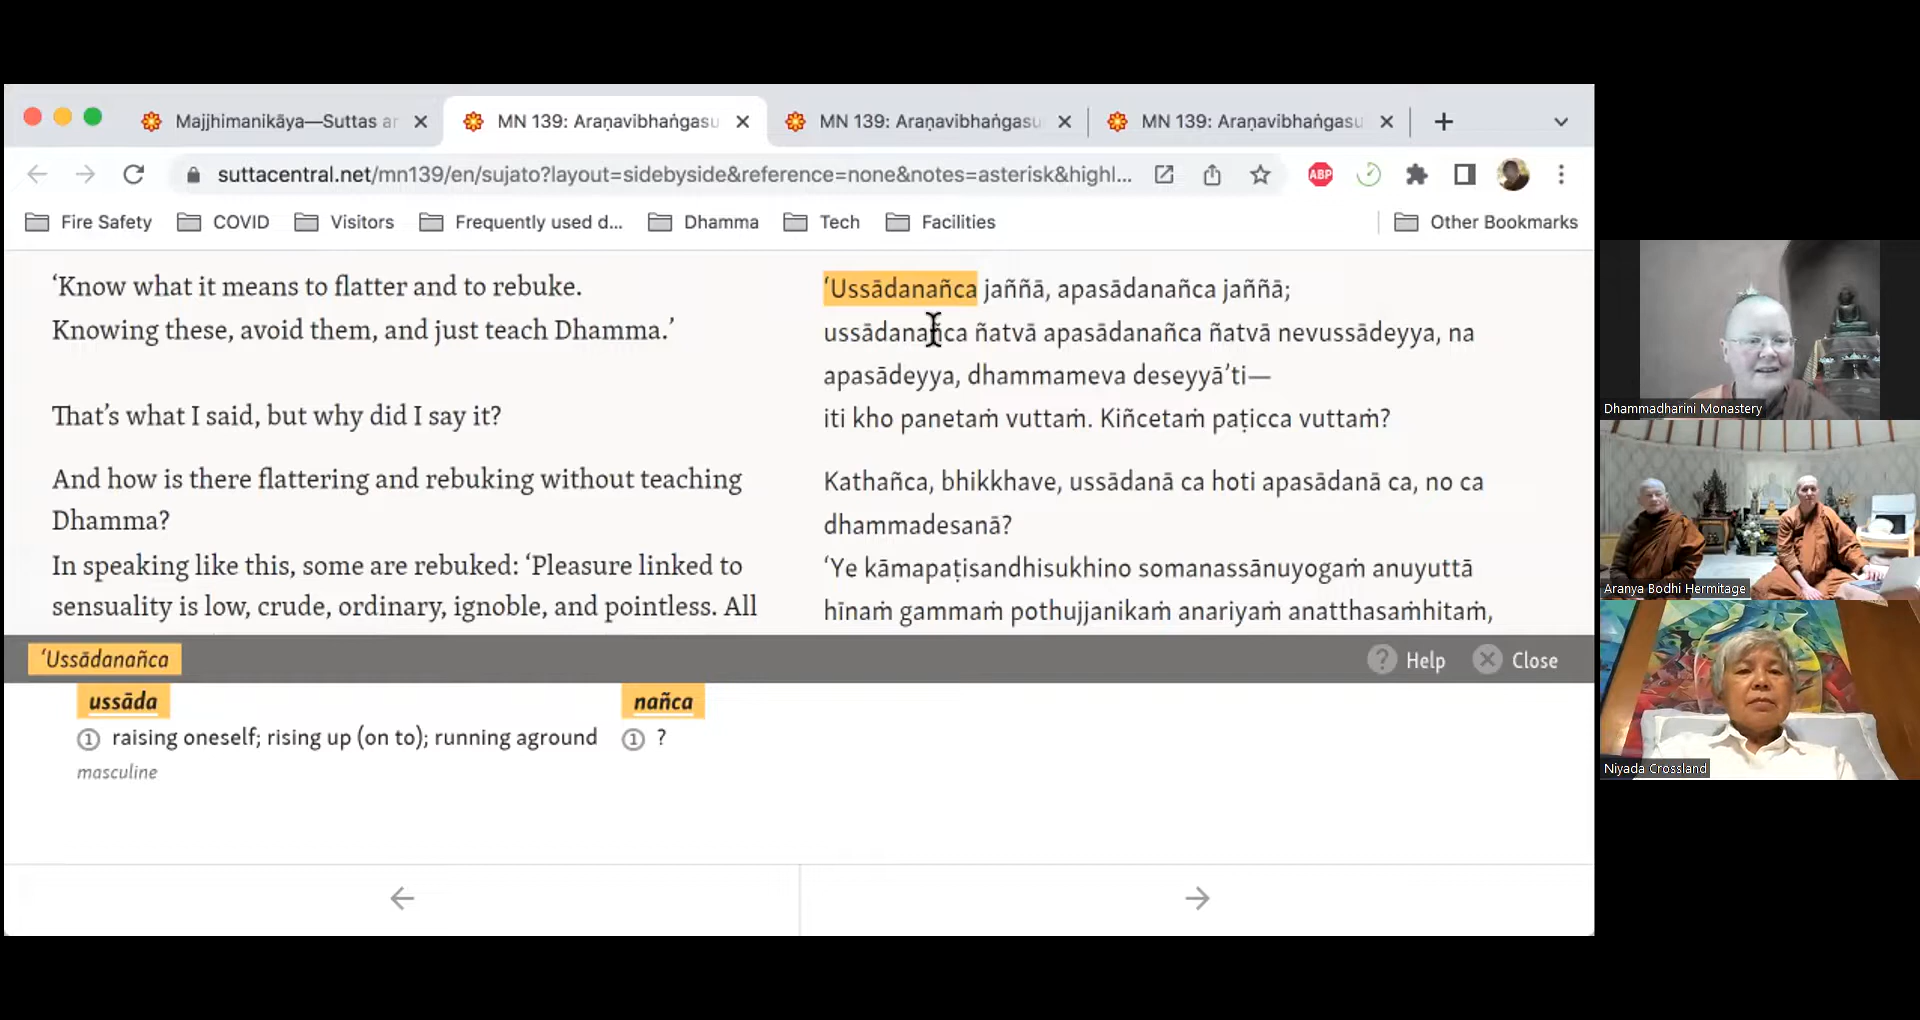 Majjhimanikāya—Suttas ar
MN 139: Araṇavibhaṅgasu
MN 139: Araṇavibhaṅgasu
MN 139: Araṇavibhaṅgasu
suttacentral.net/mn139/en/sujato?layout=sidebyside&reference=none&notes=asterisk&highl...
ABP
Fire Safety
COVID
Visitors
Frequently used d...
Dhamma
Tech
Facilities
Other Bookmarks
‘Know what it means to flatter and to rebuke.
Knowing these, avoid them, and just teach Dhamma.’
That’s what I said, but why did I say it?
And how is there flattering and rebuking without teaching
Dhamma?
In speaking like this, some are rebuked: ‘Pleasure linked to
sensuality is low, crude, ordinary, ignoble, and pointless. All
‘Ussādanañca jaññā, apasādanañca jaññā;
ussādanañca ñatvā apasādanañca ñatvā nevussādeyya, na
apasādeyya, dhammameva deseyyā’ti—
iti kho panetaṁ vuttaṁ. Kiñcetaṁ paṭicca vuttaṁ?
Kathañca, bhikkhave, ussādanā ca hoti apasādanā ca, no ca
dhammadesanā?
‘Ye kāmapaṭisandhisukhino somanassānuyogaṁ anuyuttā
hīnaṁ gammaṁ pothujjanikaṁ anariyaṁ anatthasaṁhitaṁ,
‘Ussādanañca
? Help
Close
ussāda
1 raising oneself; rising up (on to); running aground
masculine
nañca
1 ?
Dhammadharini Monastery
Aranya Bodhi Hermitage
Niyada Crossland